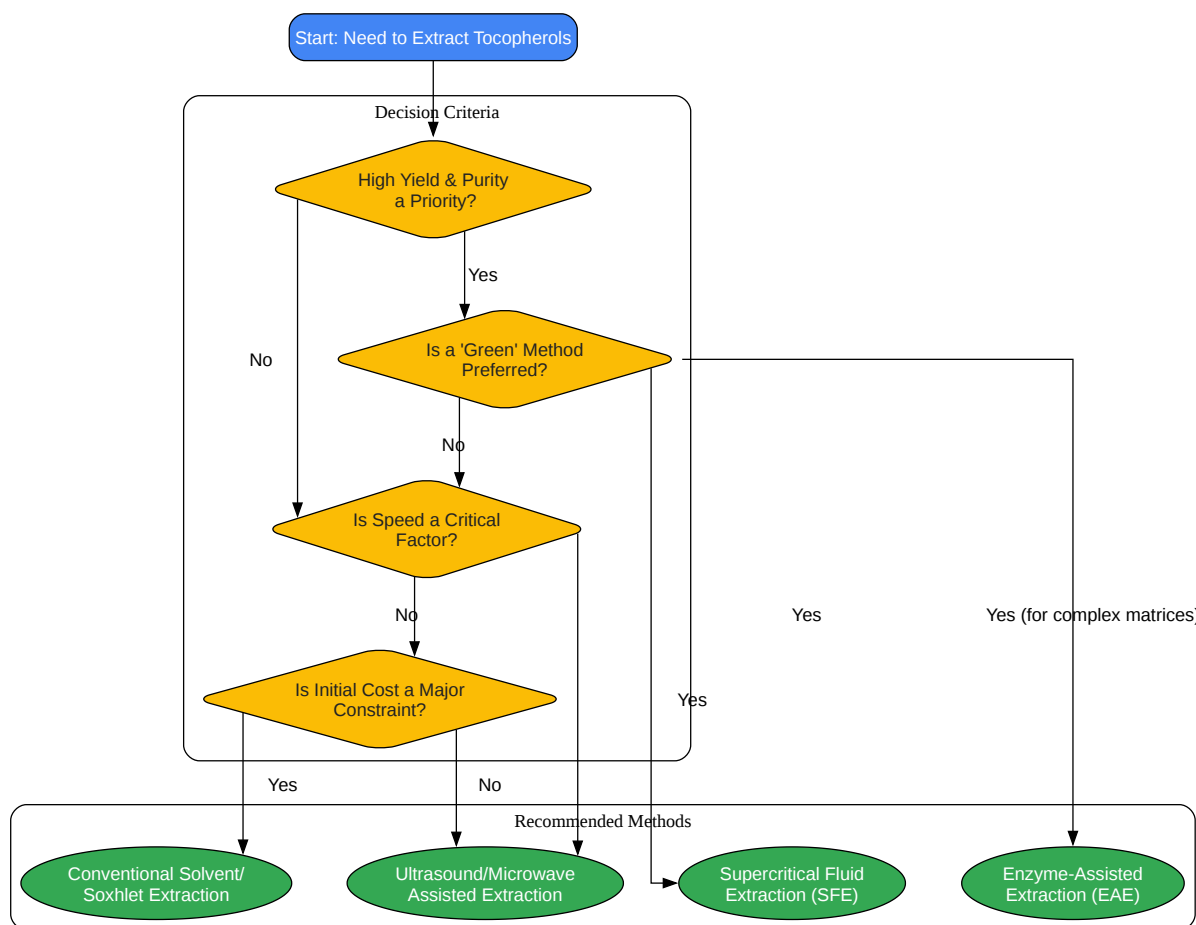 Start: Need to Extract Tocopherols
Decision Criteria
High Yield & Purity
a Priority?
Yes
No
Is a 'Green' Method
Preferred?
No
Is Speed a Critical
Factor?
No
Yes
Yes (for complex matrices)
Is Initial Cost a Major
Constraint?
Yes
Yes
No
Recommended Methods
Conventional Solvent/
Soxhlet Extraction
Ultrasound/Microwave
Assisted Extraction
Supercritical Fluid
Extraction (SFE)
Enzyme-Assisted
Extraction (EAE)